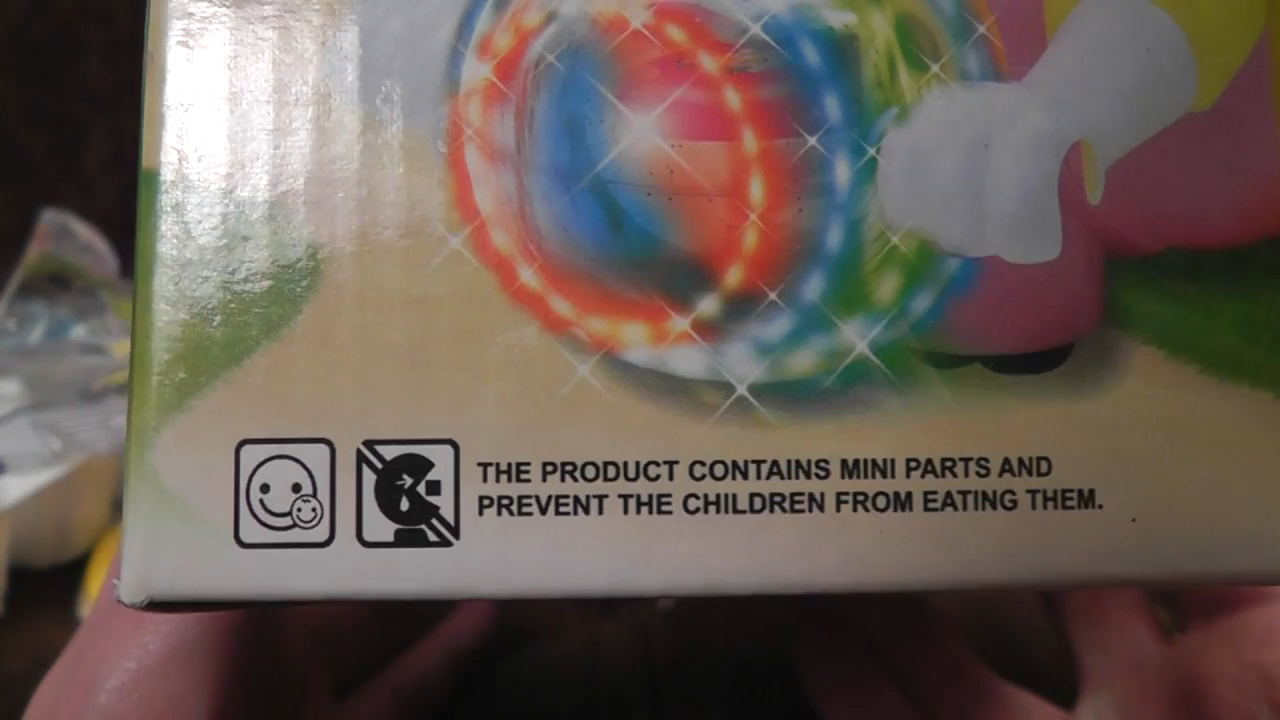 THE PRODUCT CONTAINS MINI PARTS AND
PREVENT THE CHILDREN FROM EATING THEM.